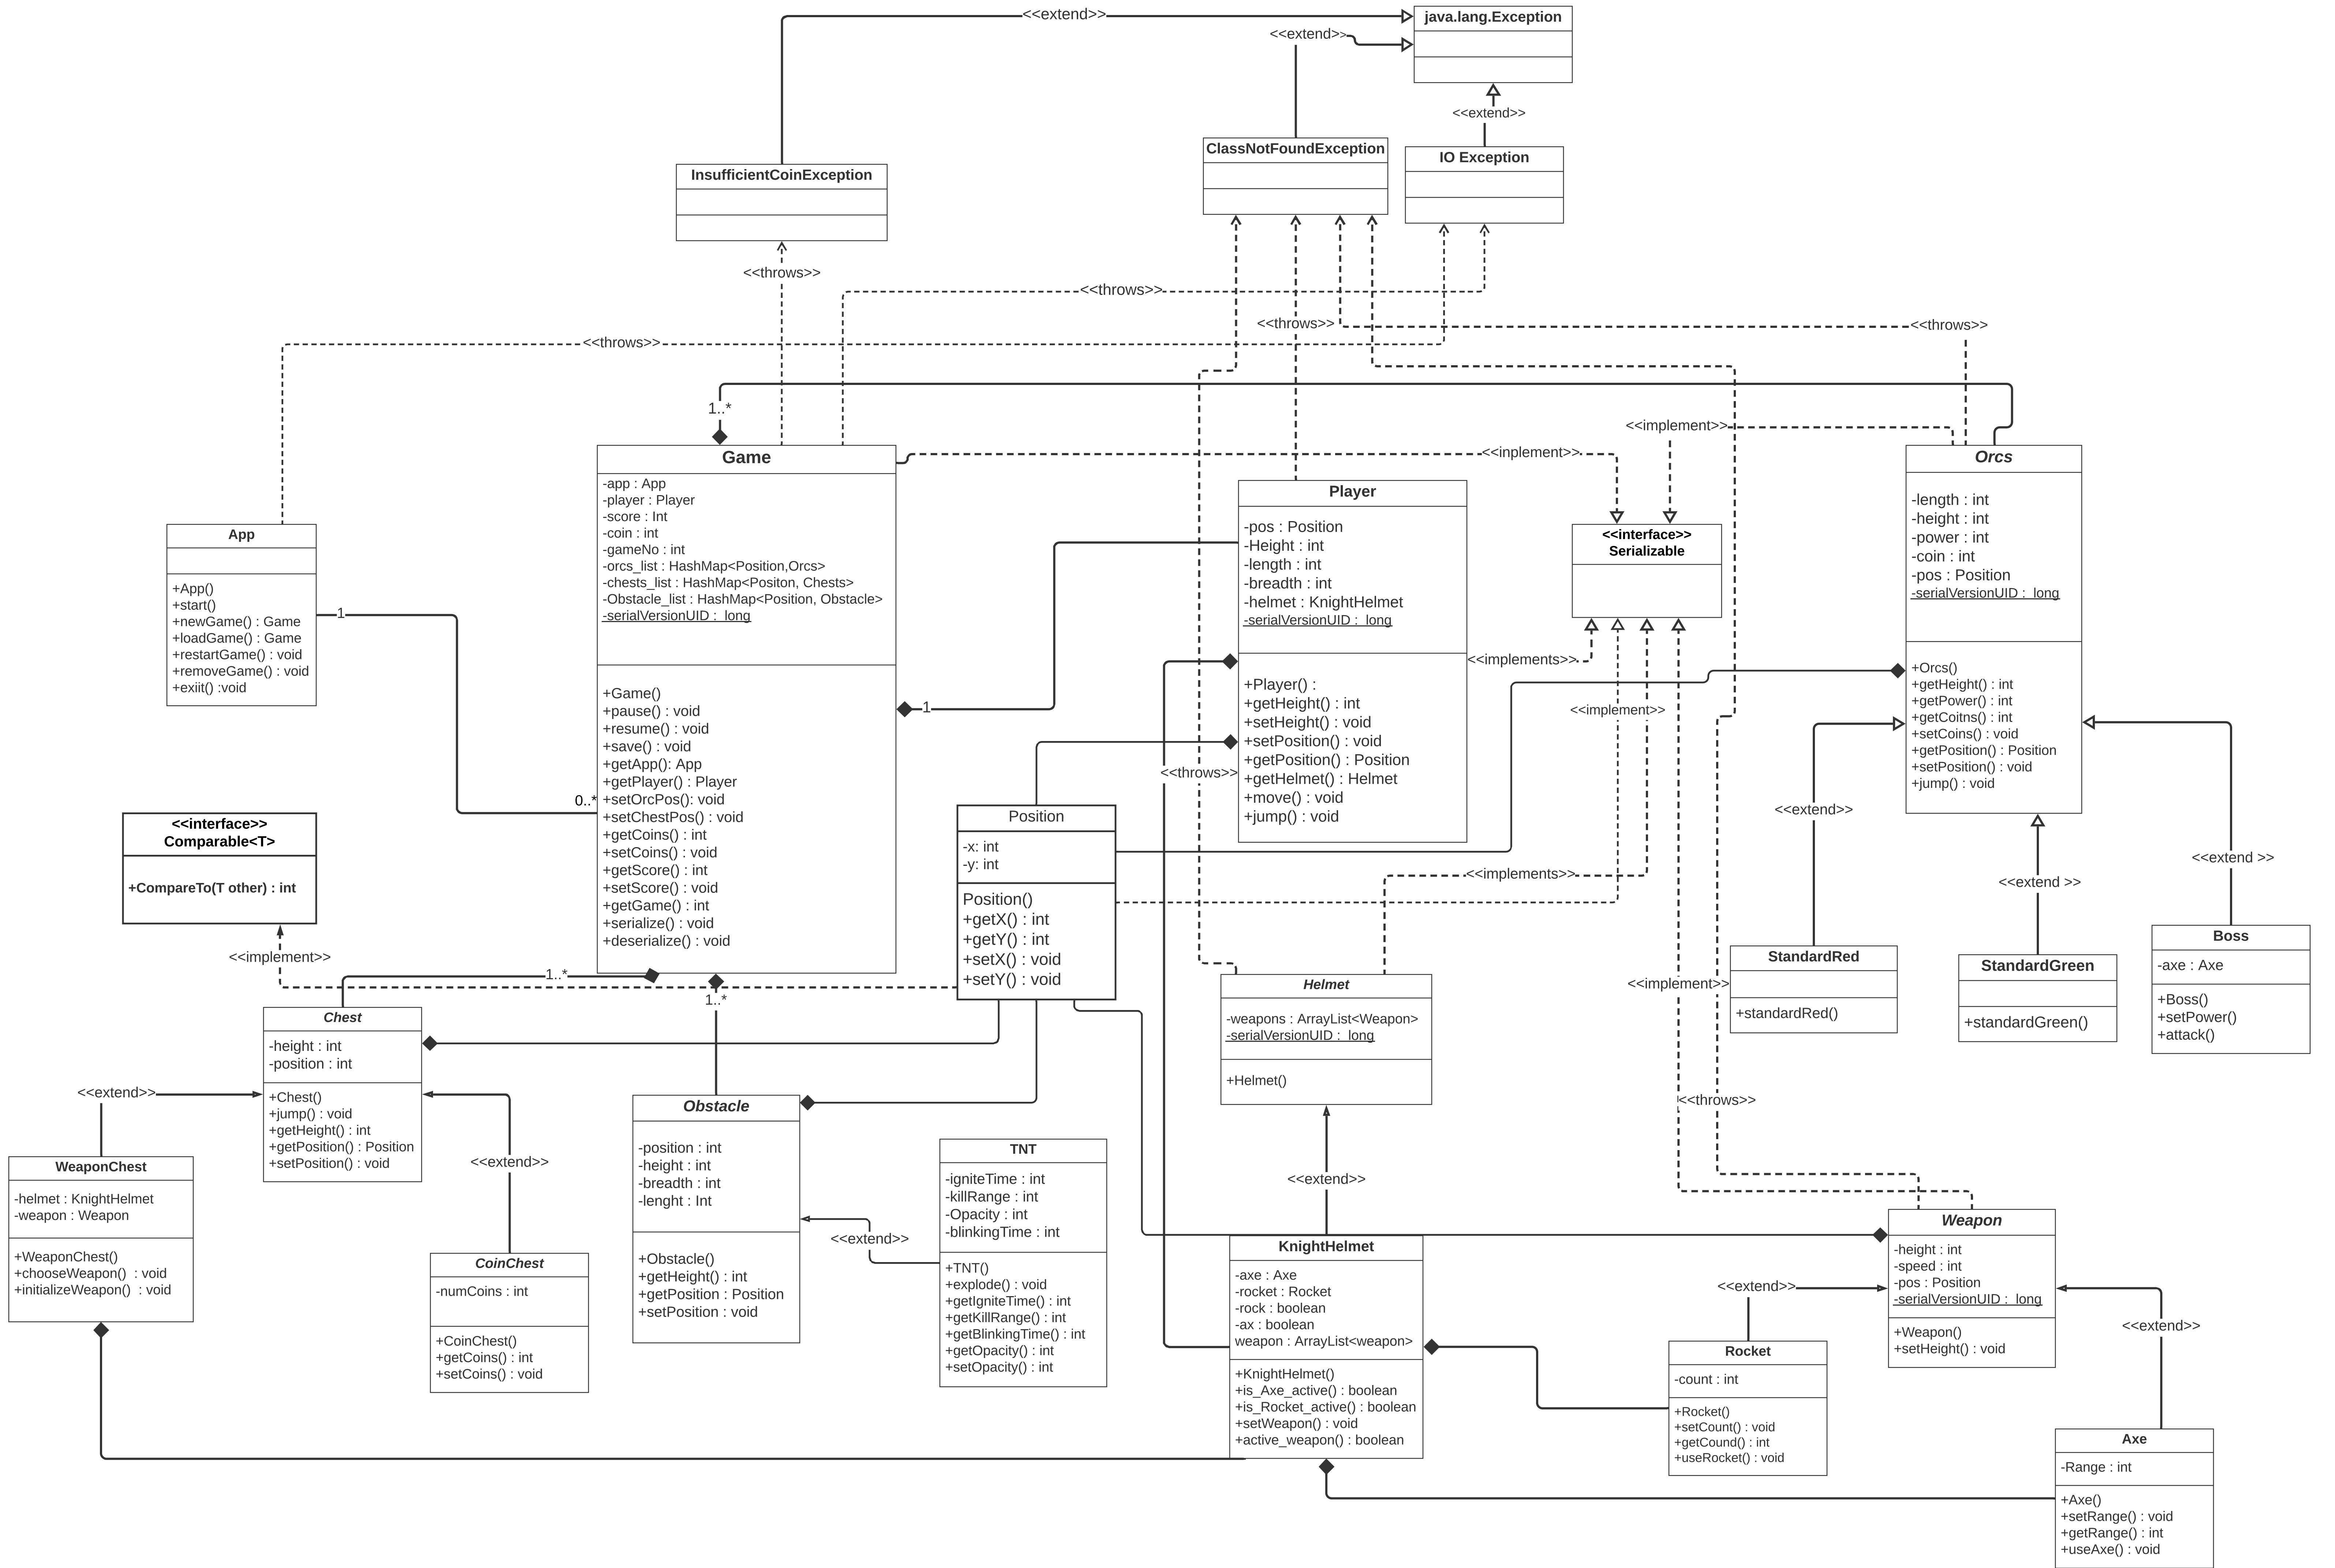 <<extend>>
java.lang.Exception
<<extend>>
<<extend>>
ClassNotFoundException
IO Exception
InsufficientCoinException
<<throws>>
<<throws>>
<<throws>>
<<throws>>
<<throws>>
1..*
<<implement>>
<<inplement>>
Game
-app : App
-player : Player
-score : Int
-coin : int
-gameNo : int
-orcs_list : HashMap<Position,Orcs>
-chests_list : HashMap<Positon, Chests>
-Obstacle_list : HashMap<Position, Obstacle>
-serialVersionUID :  long
+Game()
+pause() : void
+resume() : void
+save() : void
+getApp(): App
+getPlayer() : Player
+setOrcPos(): void
+setChestPos() : void
+getCoins() : int
+setCoins() : void
+getScore() : int
+setScore() : void
+getGame() : int
+serialize() : void
+deserialize() : void
Player
-pos : Position
-Height : int
-length : int
-breadth : int
-helmet : KnightHelmet
-serialVersionUID :  long
+Player() :
+getHeight() : int
+setHeight() : void
+setPosition() : void
+getPosition() : Position
+getHelmet() : Helmet
+move() : void
+jump() : void
<<interface>>
Serializable
Orcs
-length : int
-height : int
-power : int
-coin : int
-pos : Position
-serialVersionUID :  long
+Orcs()
+getHeight() : int
+getPower() : int
+getCoitns() : int
+setCoins() : void
+getPosition() : Position
+setPosition() : void
+jump() : void
App
+App()
+start()
+newGame() : Game
+loadGame() : Game
+restartGame() : void
+removeGame() : void
+exiit() :void
1
0..*
1
<<implements>>
<<implement>>
<<throws>>
<<extend>>
<<extend >>
<<extend >>
<<interface>>
Comparable<T>
+CompareTo(T other) : int
<<implement>>
1..*
1..*
Position
-x: int
-y: int
Position()
+getX() : int
+getY() : int
+setX() : void
+setY() : void
<<implements>>
<<implement>>
<<throws>>
StandardRed
+standardRed()
StandardGreen
+standardGreen()
Boss
-axe : Axe
+Boss()
+setPower()
+attack()
Helmet
-weapons : ArrayList<Weapon>
-serialVersionUID :  long
+Helmet()
Chest
-height : int
-position : int
+Chest()
+jump() : void
+getHeight() : int
+getPosition() : Position
+setPosition() : void
<<extend>>
<<extend>>
WeaponChest
-helmet : KnightHelmet
-weapon : Weapon
+WeaponChest()
+chooseWeapon()  : void
+initializeWeapon()  : void
CoinChest
-numCoins : int
+CoinChest()
+getCoins() : int
+setCoins() : void
Obstacle
-position : int
-height : int
-breadth : int
-lenght : Int
+Obstacle()
+getHeight() : int
+getPosition : Position
+setPosition : void
<<extend>>
TNT
-igniteTime : int
-killRange : int
-Opacity : int
-blinkingTime : int
+TNT()
+explode() : void
+getIgniteTime() : int
+getKillRange() : int
+getBlinkingTime() : int
+getOpacity() : int
+setOpacity() : int
<<extend>>
KnightHelmet
-axe : Axe
-rocket : Rocket
-rock : boolean
-ax : boolean
weapon : ArrayList<weapon>
+KnightHelmet()
+is_Axe_active() : boolean
+is_Rocket_active() : boolean
+setWeapon() : void
+active_weapon() : boolean
Weapon
-height : int
-speed : int
-pos : Position
-serialVersionUID :  long
+Weapon()
+setHeight() : void
<<extend>>
<<extend>>
Rocket
-count : int
+Rocket()
+setCount() : void
+getCound() : int
+useRocket() : void
Axe
-Range : int
+Axe()
+setRange() : void
+getRange() : int
+useAxe() : void